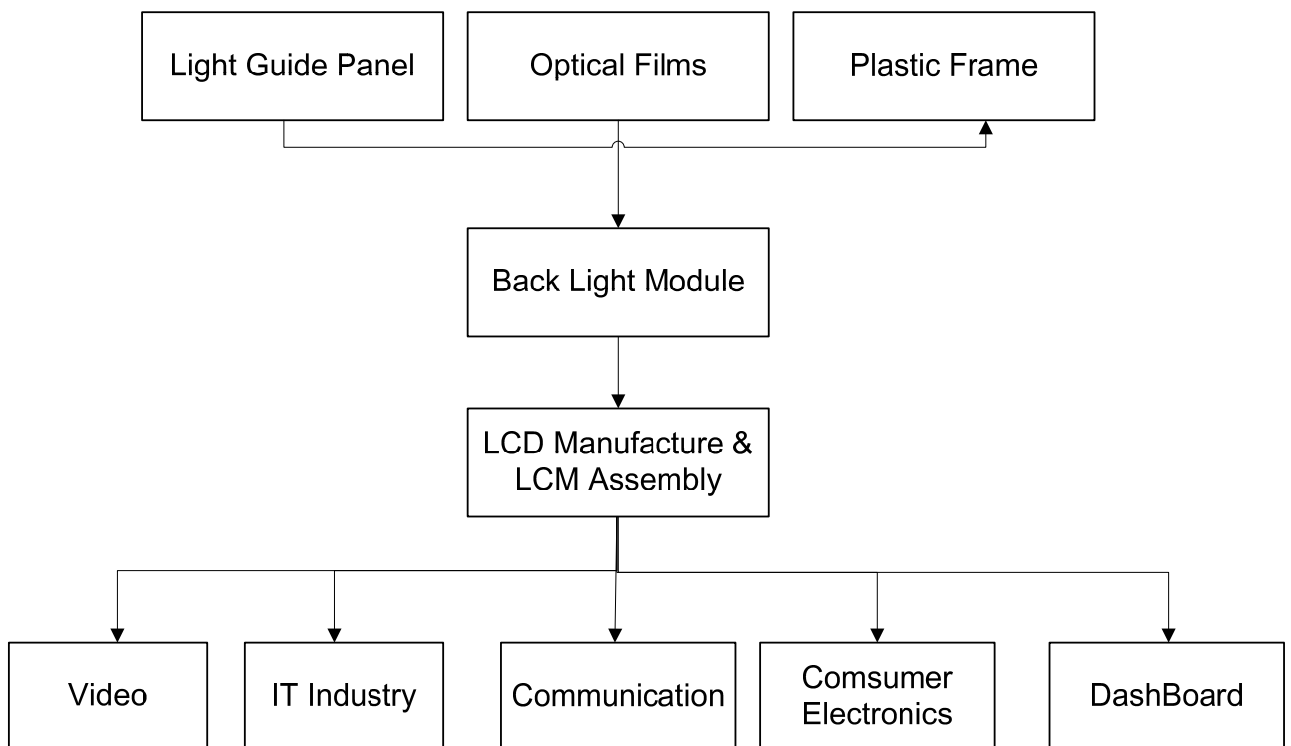 Light Guide Panel
Optical Films
Plastic Frame
Back Light Module
LCD Manufacture &
LCM Assembly
Video
IT Industry
Communication
Comsumer
Electronics
DashBoard